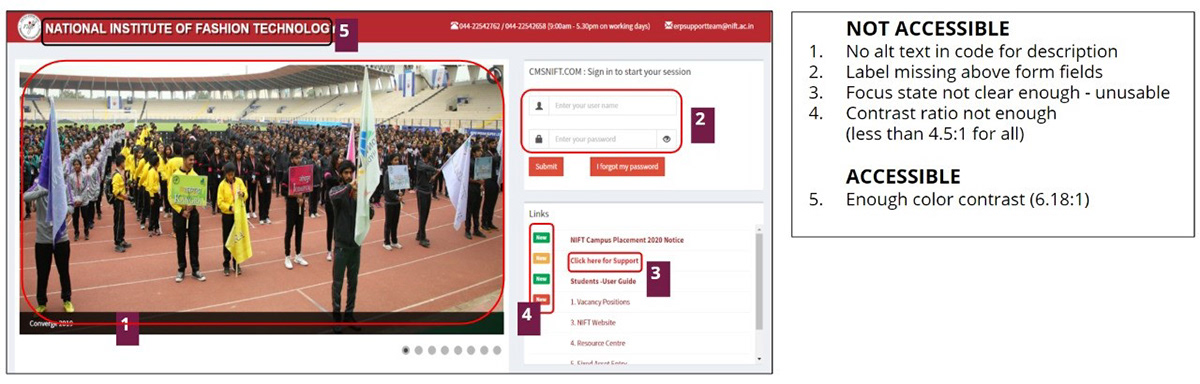 NATIONAL INSTITUTE OF FASHION TECHNOLOGY
5
044-22542762 / 044-22542658 (9:00am - 5.30pm on working days)
erpsupportteam@nift.ac.in
CMSNIFT.COM : Sign in to start your session
Enter your user name
2
Enter your password
Submit
I forgot my password
Converge 2019
1
Links
New
NIFT Campus Placement 2020 Notice
New
Click here for Support
3
New
Students -User Guide
New
1. Vacancy Positions
4
3. NIFT Website
4. Resource Centre
5. Fixed Asset Entry
NOT ACCESSIBLE
1. No alt text in code for description
2. Label missing above form fields
3. Focus state not clear enough - unusable
4. Contrast ratio not enough
(less than 4.5:1 for all)
ACCESSIBLE
5. Enough color contrast (6.18:1)